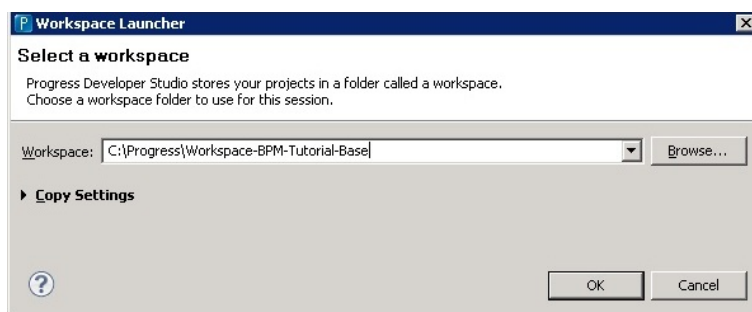 Workspace Launcher
Select a workspace
Progress Developer Studio stores your projects in a folder called a workspace.
Choose a workspace folder to use for this session.
Workspace: C:\Progress\Workspace-BPM-Tutorial-Base Browse...
Copy Settings
? OK Cancel